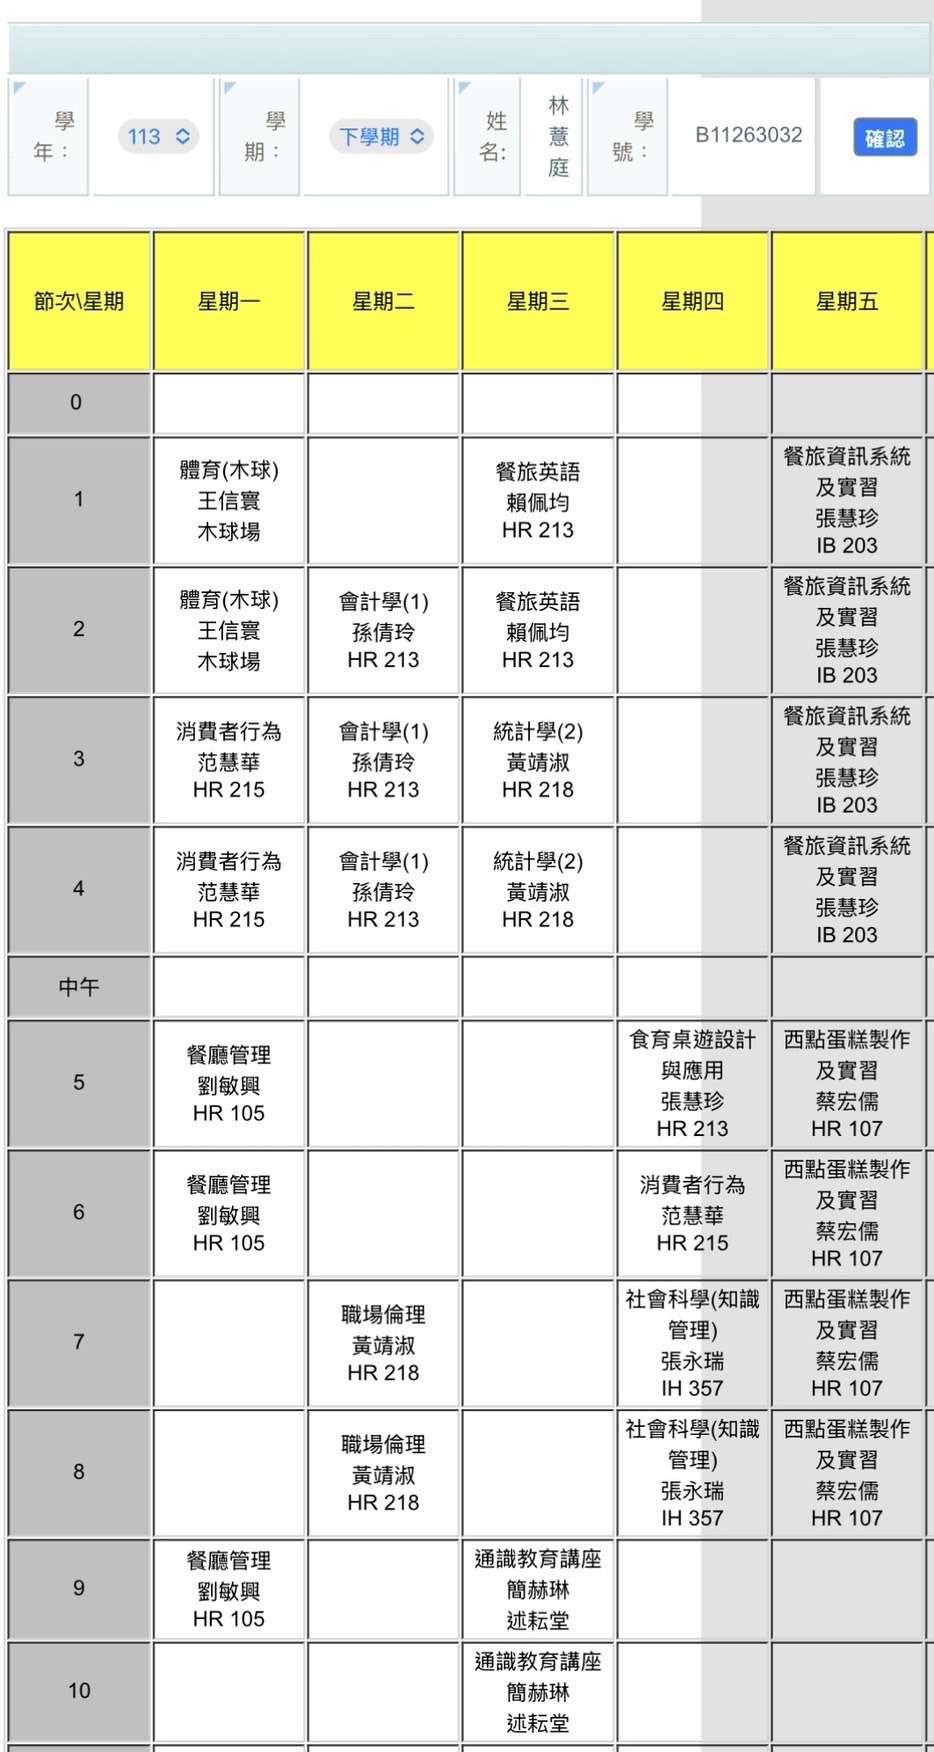 學
年：
113
學
期：
下學期
姓
名:
林
薏
庭
學
號：
B11263032
確認
節次\星期
星期一
星期二
星期三
星期四
星期五
0
1
體育(木球)
王信寰
木球場
餐旅英語
賴佩均
HR 213
餐旅資訊系統
及實習
張慧珍
IB 203
2
體育(木球)
王信寰
木球場
會計學(1)
孫倩玲
HR 213
餐旅英語
賴佩均
HR 213
餐旅資訊系統
及實習
張慧珍
IB 203
3
消費者行為
范慧華
HR 215
會計學(1)
孫倩玲
HR 213
統計學(2)
黃靖淑
HR 218
餐旅資訊系統
及實習
張慧珍
IB 203
4
消費者行為
范慧華
HR 215
會計學(1)
孫倩玲
HR 213
統計學(2)
黃靖淑
HR 218
餐旅資訊系統
及實習
張慧珍
IB 203
中午
5
餐廳管理
劉敏興
HR 105
食育桌遊設計
與應用
張慧珍
HR 213
西點蛋糕製作
及實習
蔡宏儒
HR 107
6
餐廳管理
劉敏興
HR 105
消費者行為
范慧華
HR 215
西點蛋糕製作
及實習
蔡宏儒
HR 107
7
職場倫理
黃靖淑
HR 218
社會科學(知識
管理)
張永瑞
IH 357
西點蛋糕製作
及實習
蔡宏儒
HR 107
8
職場倫理
黃靖淑
HR 218
社會科學(知識
管理)
張永瑞
IH 357
西點蛋糕製作
及實習
蔡宏儒
HR 107
9
餐廳管理
劉敏興
HR 105
通識教育講座
簡赫琳
述耘堂
10
通識教育講座
簡赫琳
述耘堂